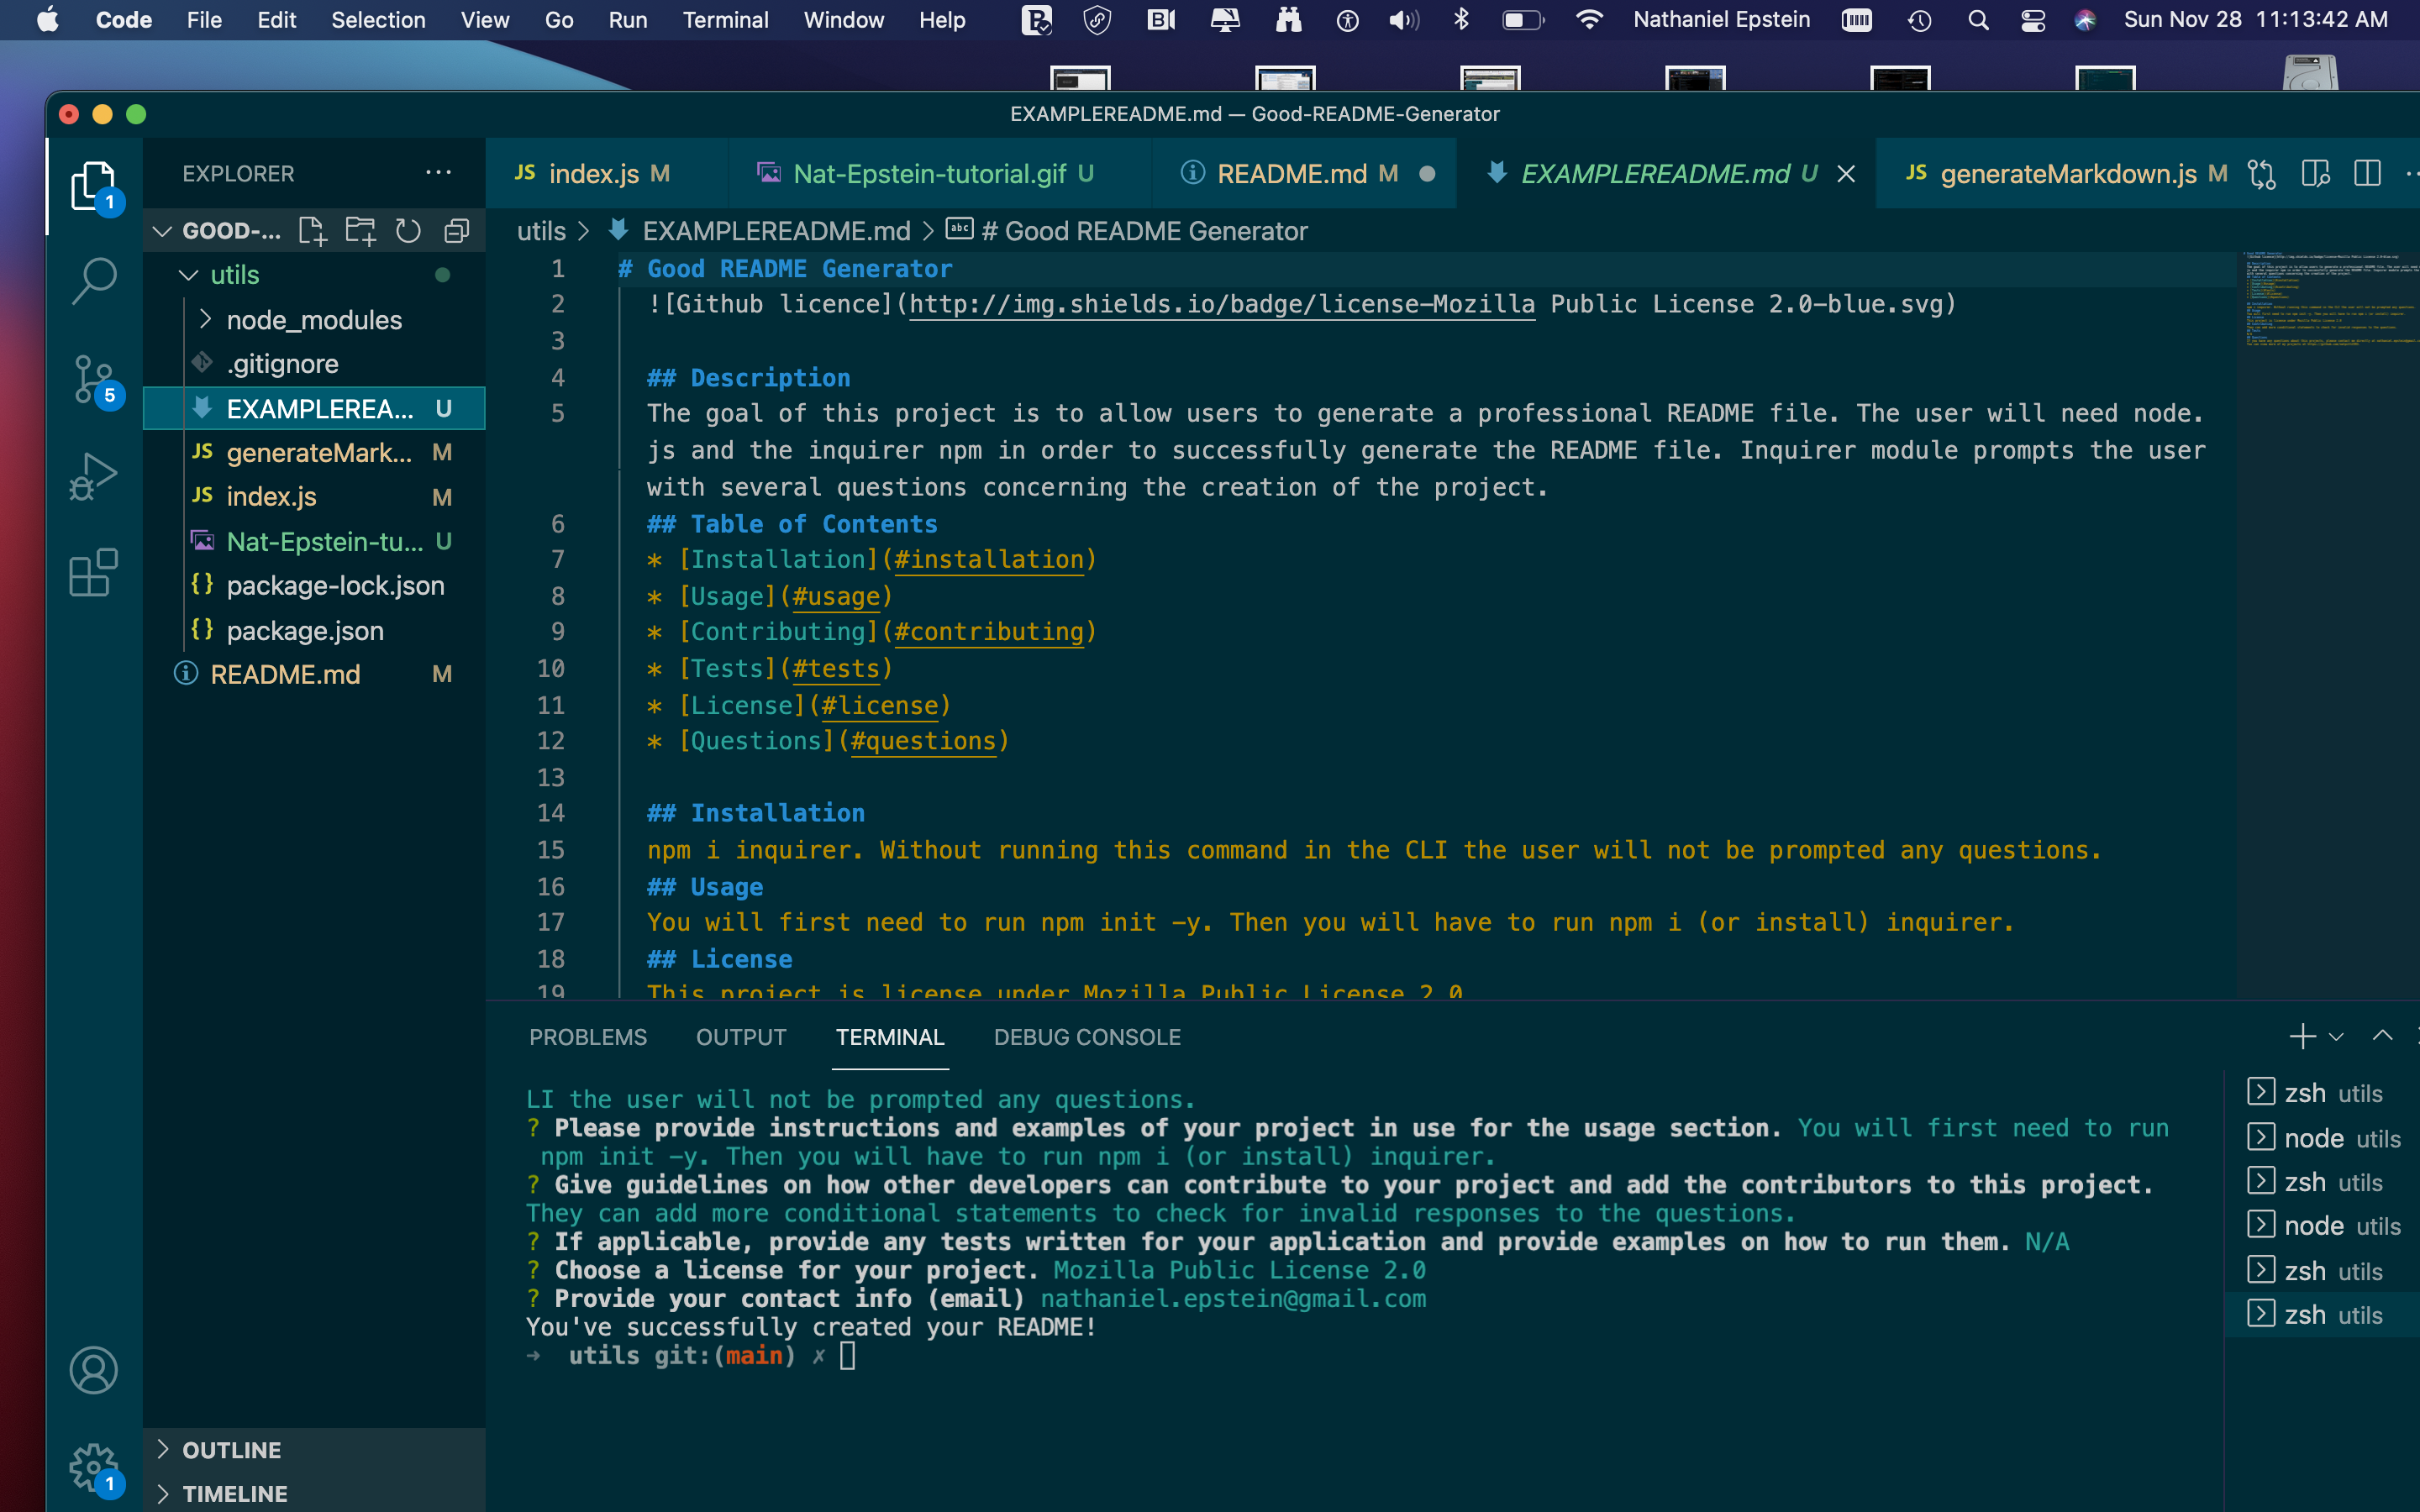 Code File Edit Selection View Go Run Terminal Window Help Nathaniel Epstein Sun Nov 28 11:13:42 AM
EXAMPLEREADME.md — Good-README-Generator
EXPLORER
JS index.js M
Nat-Epstein-tutorial.gif U
README.md M
EXAMPLEREADME.md U
JS generateMarkdown.js M
GOOD-...
utils
node_modules
.gitignore
EXAMPLEREA... U
JS generateMark... M
JS index.js M
Nat-Epstein-tu... U
{} package-lock.json
{} package.json
README.md M
OUTLINE
TIMELINE
1
5
1
utils > EXAMPLEREADME.md > abc # Good README Generator
1 # Good README Generator
2 ![Github licence](http://img.shields.io/badge/license-Mozilla Public License 2.0-blue.svg)
3
4 ## Description
5 The goal of this project is to allow users to generate a professional README file. The user will need node.
js and the inquirer npm in order to successfully generate the README file. Inquirer module prompts the user
with several questions concerning the creation of the project.
6 ## Table of Contents
7 * [Installation](#installation)
8 * [Usage](#usage)
9 * [Contributing](#contributing)
10 * [Tests](#tests)
11 * [License](#license)
12 * [Questions](#questions)
13
14 ## Installation
15 npm i inquirer. Without running this command in the CLI the user will not be prompted any questions.
16 ## Usage
17 You will first need to run npm init -y. Then you will have to run npm i (or install) inquirer.
18 ## License
19 This project is license under Mozilla Public License 2.0
PROBLEMS OUTPUT TERMINAL DEBUG CONSOLE
LI the user will not be prompted any questions.
? Please provide instructions and examples of your project in use for the usage section. You will first need to run
npm init -y. Then you will have to run npm i (or install) inquirer.
? Give guidelines on how other developers can contribute to your project and add the contributors to this project.
They can add more conditional statements to check for invalid responses to the questions.
? If applicable, provide any tests written for your application and provide examples on how to run them. N/A
? Choose a license for your project. Mozilla Public License 2.0
? Provide your contact info (email) nathaniel.epstein@gmail.com
You've successfully created your README!
➜ utils git:(main) ✗
zsh utils
node utils
zsh utils
node utils
zsh utils
zsh utils